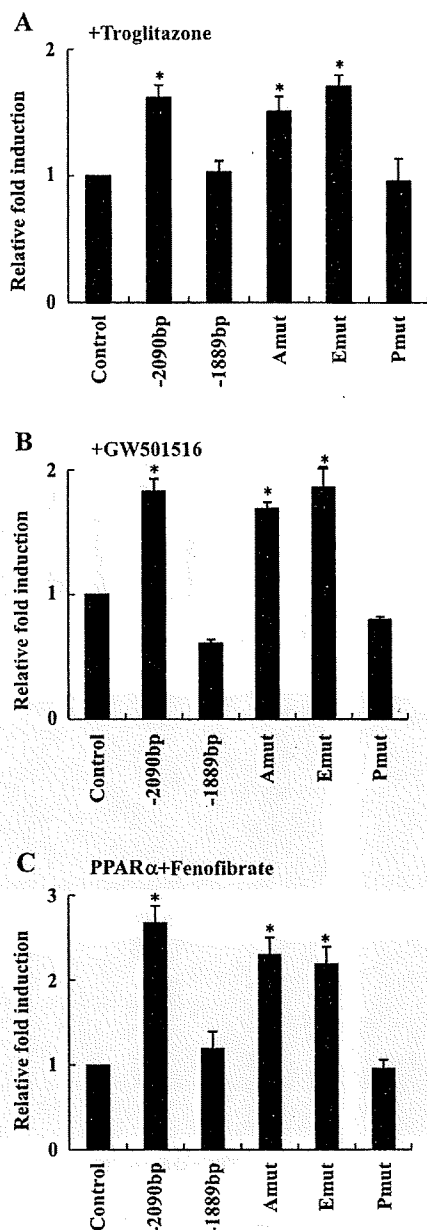 A
+Troglitazone
Relative fold induction
2
1
0
* * *
Control
-2090bp
-1889bp
Amut
Emut
Pmut
B
+GW501516
Relative fold induction
2
1
0
* * *
Control
-2090bp
-1889bp
Amut
Emut
Pmut
C
PPARα+Fenofibrate
Relative fold induction
3
2
1
0
* * *
Control
-2090bp
-1889bp
Amut
Emut
Pmut